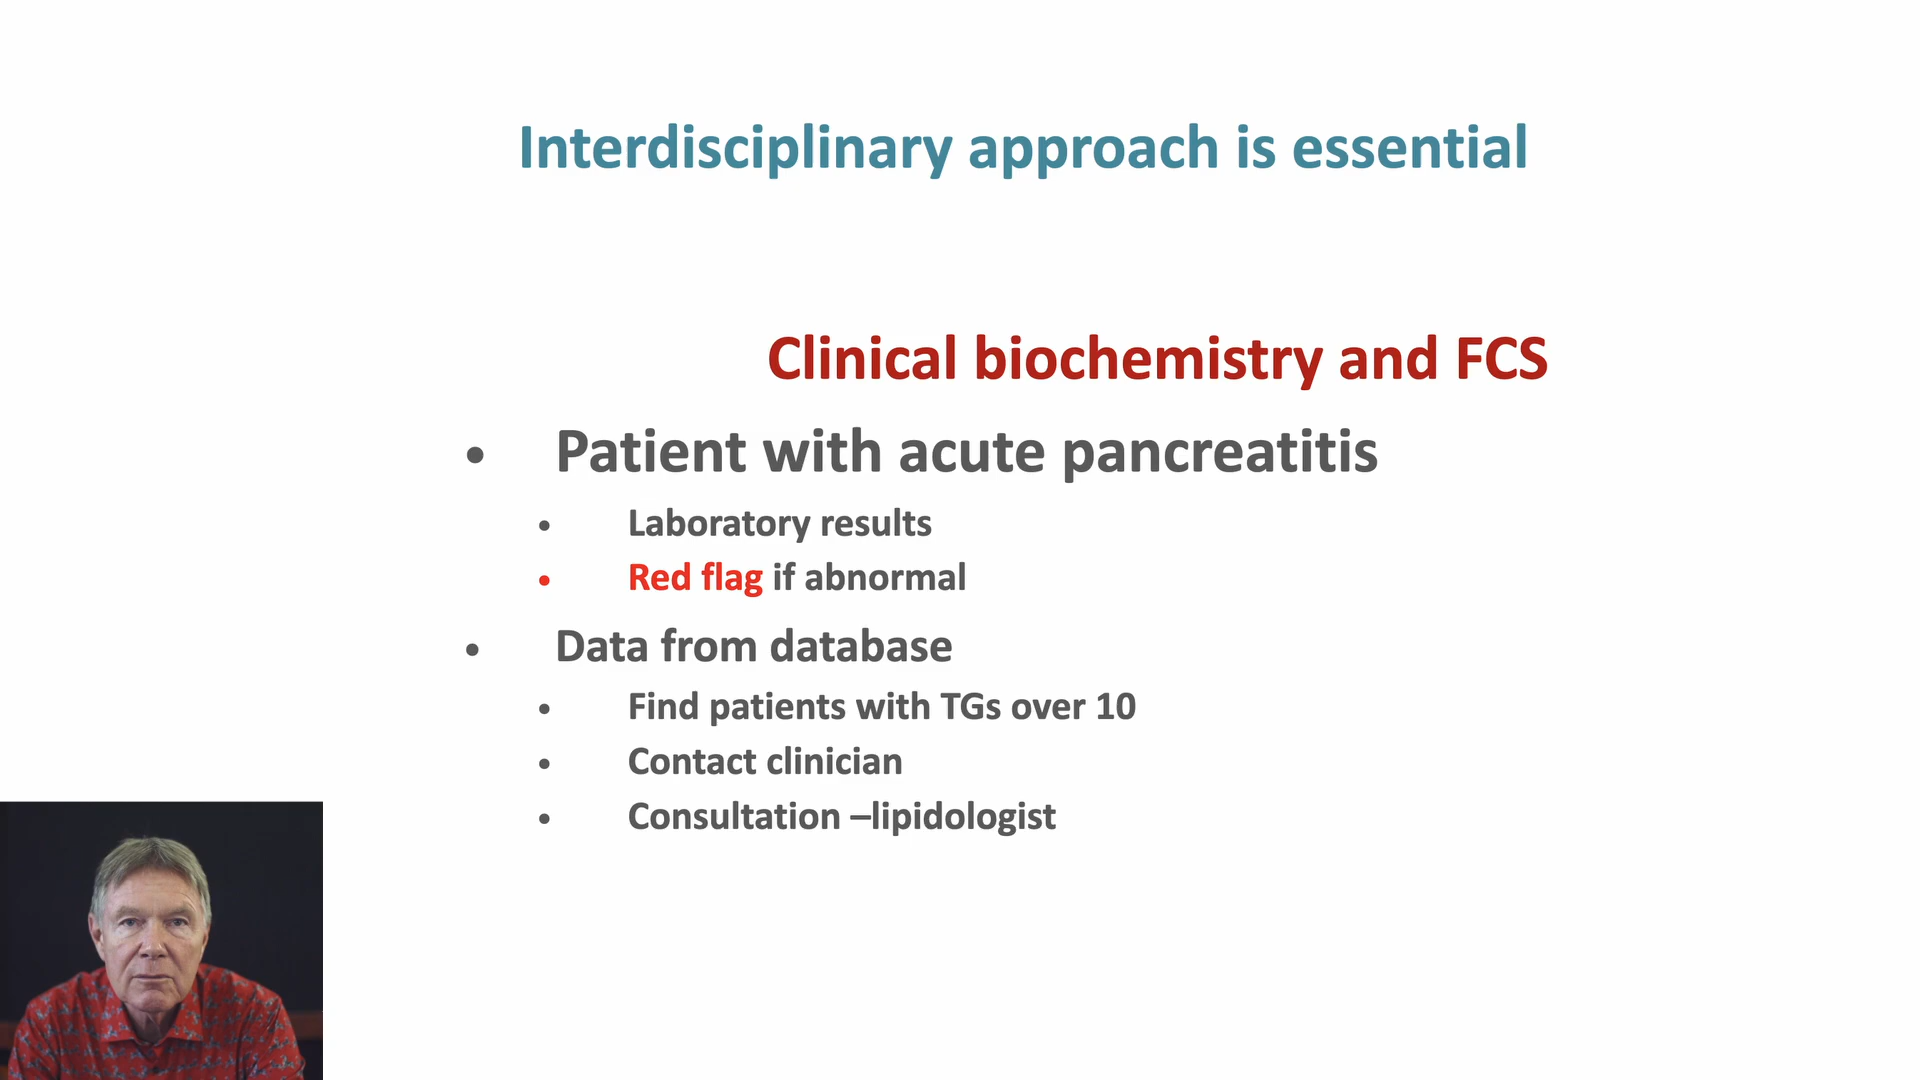 Interdisciplinary approach is essential
Clinical biochemistry and FCS
• Patient with acute pancreatitis
• Laboratory results
• Red flag if abnormal
• Data from database
• Find patients with TGs over 10
• Contact clinician
• Consultation –lipidologist